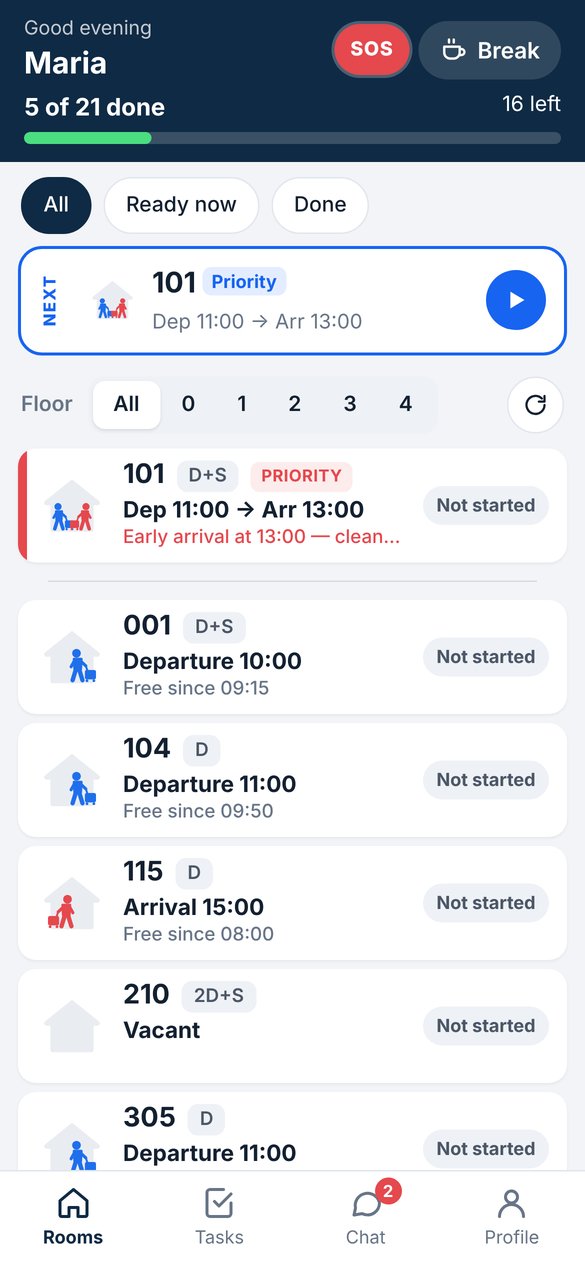 Good evening
Maria
SOS
Break
5 of 21 done
16 left
All
Ready now
Done
NEXT
101 Priority
Dep 11:00 → Arr 13:00
Floor All 0 1 2 3 4
101 D+S PRIORITY
Dep 11:00 → Arr 13:00
Early arrival at 13:00 — clean...
Not started
001 D+S
Departure 10:00
Free since 09:15
Not started
104 D
Departure 11:00
Free since 09:50
Not started
115 D
Arrival 15:00
Free since 08:00
Not started
210 2D+S
Vacant
Not started
305 D
Departure 11:00
Not started
Rooms
Tasks
2
Chat
Profile